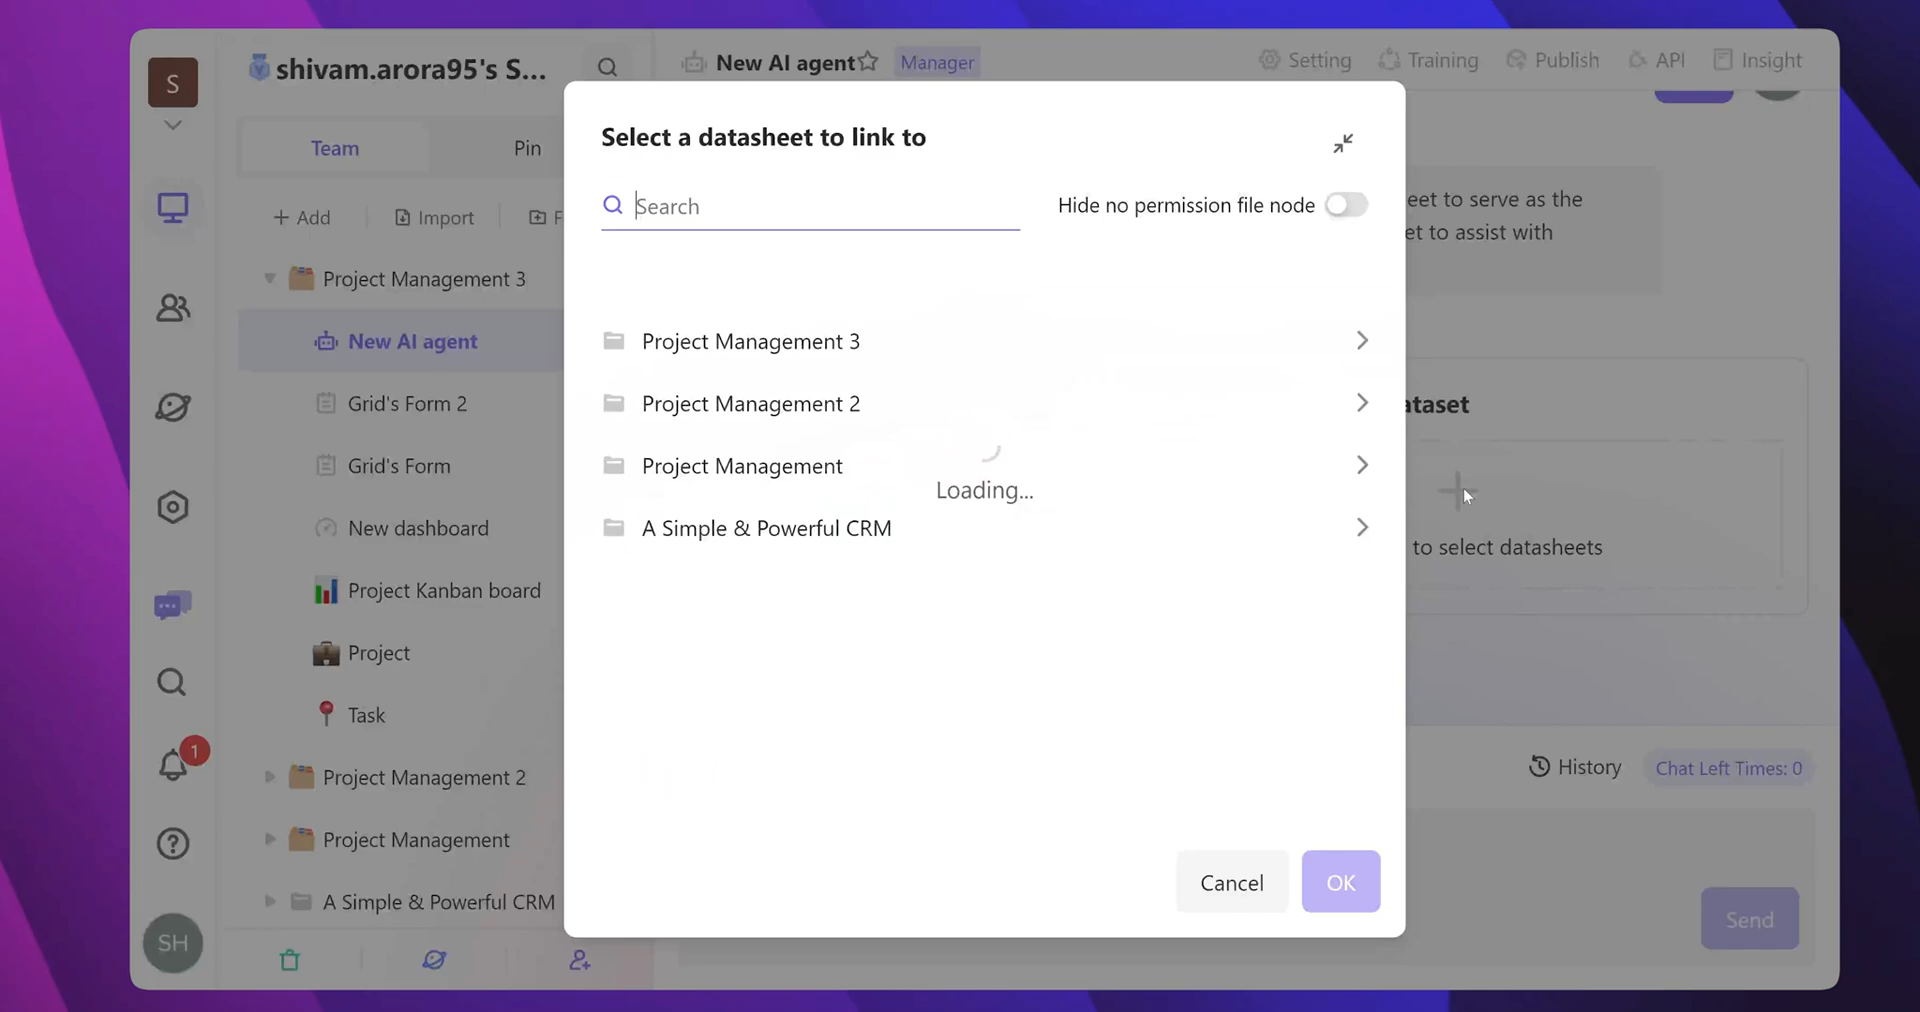 S
shivam.arora95's S...
New AI agent
Manager
Setting
Training
Publish
API
Insight
Team
Pin
Add
Import
F
Project Management 3
New AI agent
Grid's Form 2
Grid's Form
New dashboard
Project Kanban board
Project
Task
1
Project Management 2
Project Management
A Simple & Powerful CRM
SH
Select a datasheet to link to
Search
Hide no permission file node
Project Management 3
Project Management 2
Project Management
A Simple & Powerful CRM
Loading...
Cancel
OK
eet to serve as the
et to assist with
ataset
to select datasheets
History
Chat Left Times: 0
Send